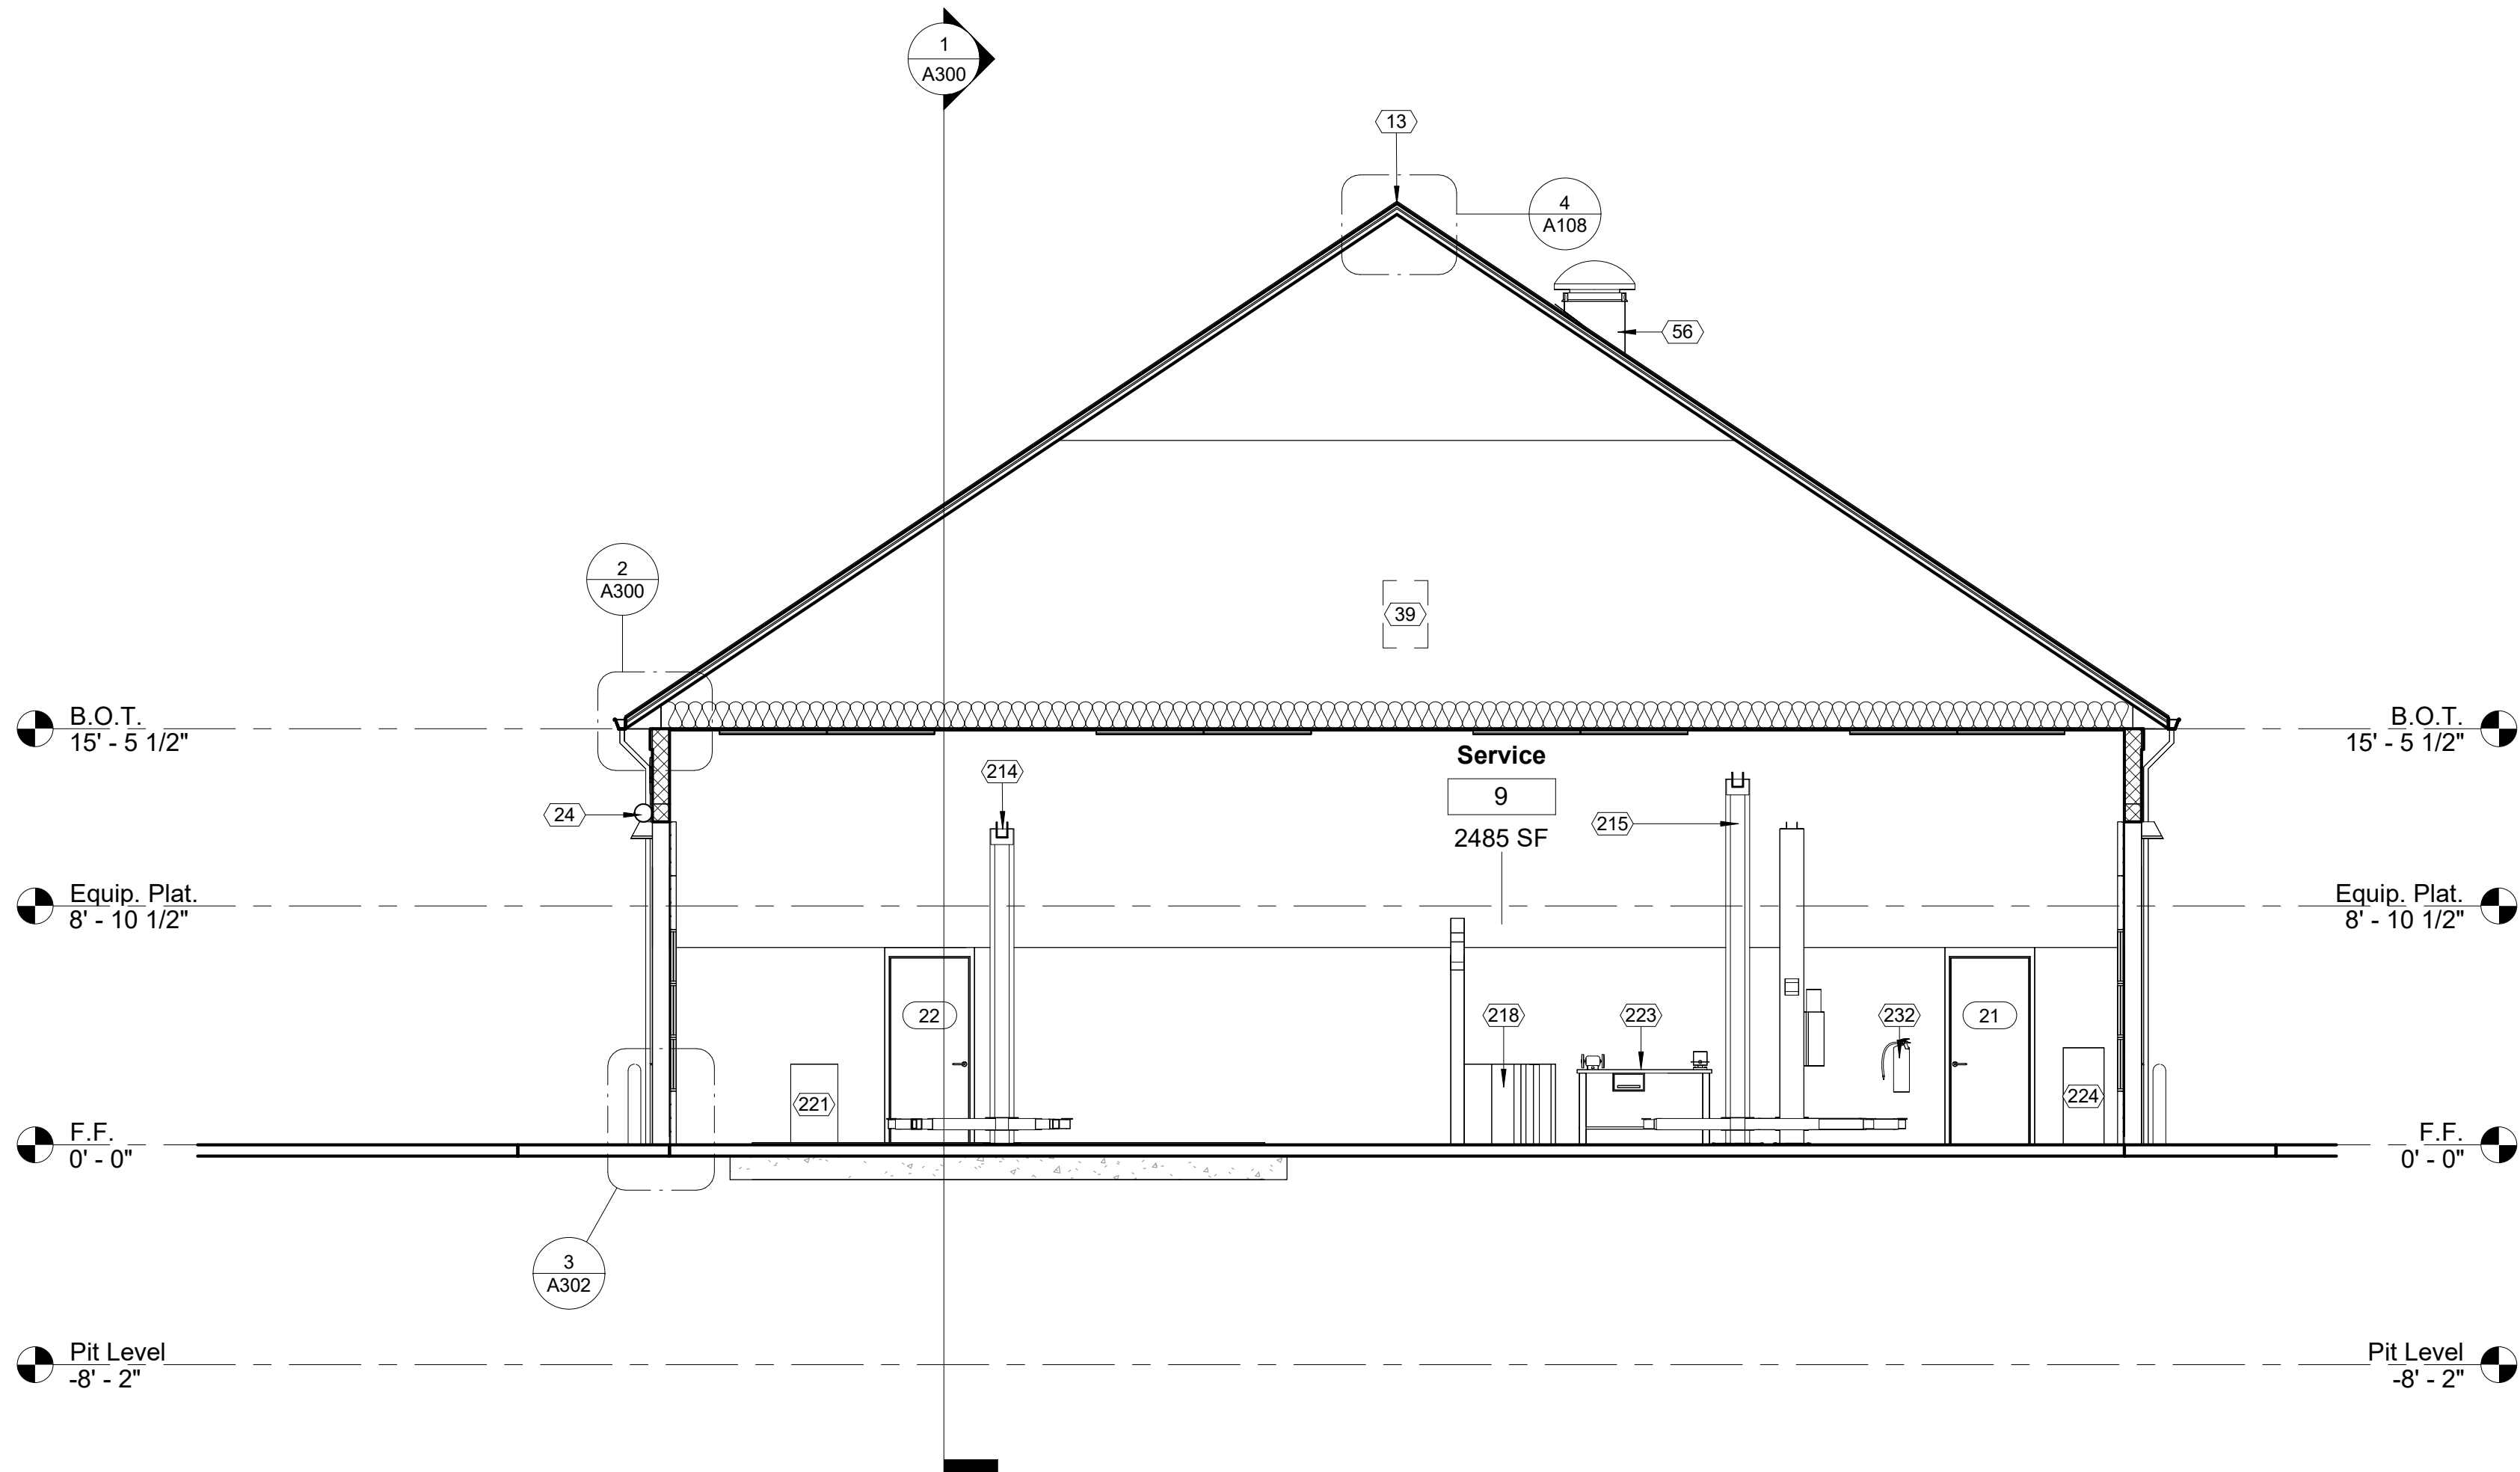 1
A300
13
4
A108
56
2
A300
39
B.O.T.
15' - 5 1/2"
B.O.T.
15' - 5 1/2"
Service
9
2485 SF
214
215
24
Equip. Plat.
8' - 10 1/2"
Equip. Plat.
8' - 10 1/2"
22
218
223
232
21
221
224
F.F.
0' - 0"
F.F.
0' - 0"
3
A302
Pit Level
-8' - 2"
Pit Level
-8' - 2"